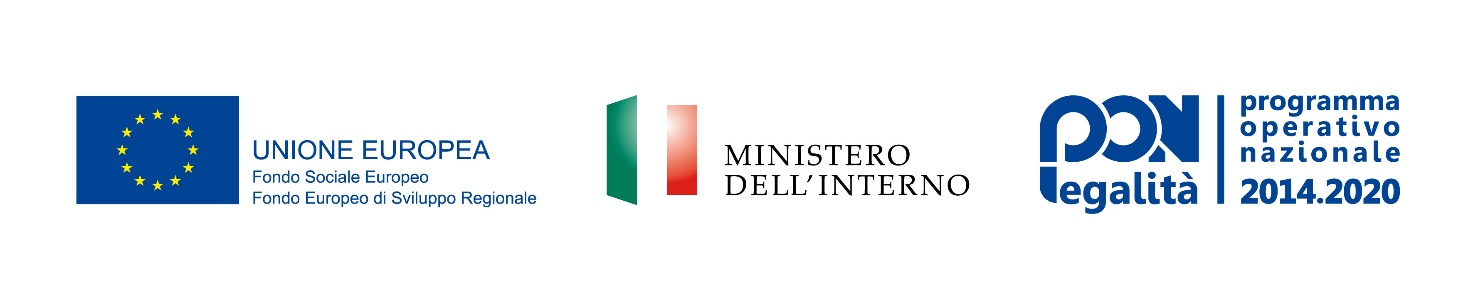 UNIONE EUROPEA
Fondo Sociale Europeo
Fondo Europeo di Sviluppo Regionale
MINISTERO
DELL'INTERNO
pon
legalità
programma
operativo
nazionale
2014.2020